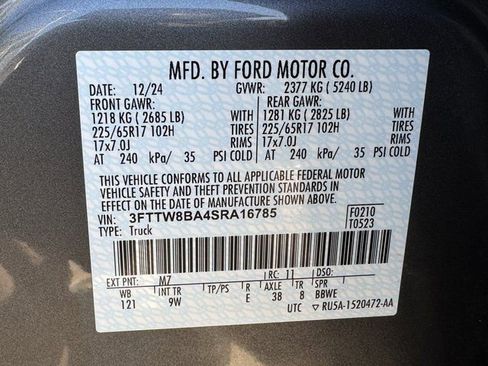 MFD. BY FORD MOTOR CO.
DATE: 12/24 GVWR: 2377 KG ( 5240 LB)
FRONT GAWR: REAR GAWR:
1218 KG ( 2685 LB) WITH 1281 KG ( 2825 LB) WITH
225/65R17 102H TIRES 225/65R17 102H TIRES
17x7.0J RIMS 17x7.0J RIMS
AT 240 kPa/ 35 PSI COLD AT 240 kPa/ 35 PSI COLD
THIS VEHICLE CONFORMS TO ALL APPLICABLE FEDERAL MOTOR
VEHICLE SAFETY AND THEFT PREVENTION STANDARDS IN EFFECT
ON THE DATE OF MANUFACTURE SHOWN ABOVE.
VIN: 3FTTW8BA4SRA16785 F0210
TYPE: Truck T0523
EXT PNT: M7 RC: 11 DSO:
WB INT TR TP/PS R AXLE TR SPR
121 9W E 38 8 BBWE
UTC ▽RU5A-1520472-AA